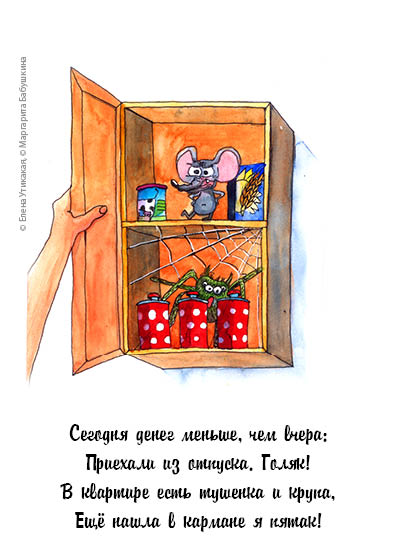 © Елена Утикакая, © Маргарита Бабушкина
Сегодня денег меньше, чем вчера:
Приехали из отпуска. Голяк!
В квартире есть тушенка и крупа,
Ещё нашла в кармане я пятак!